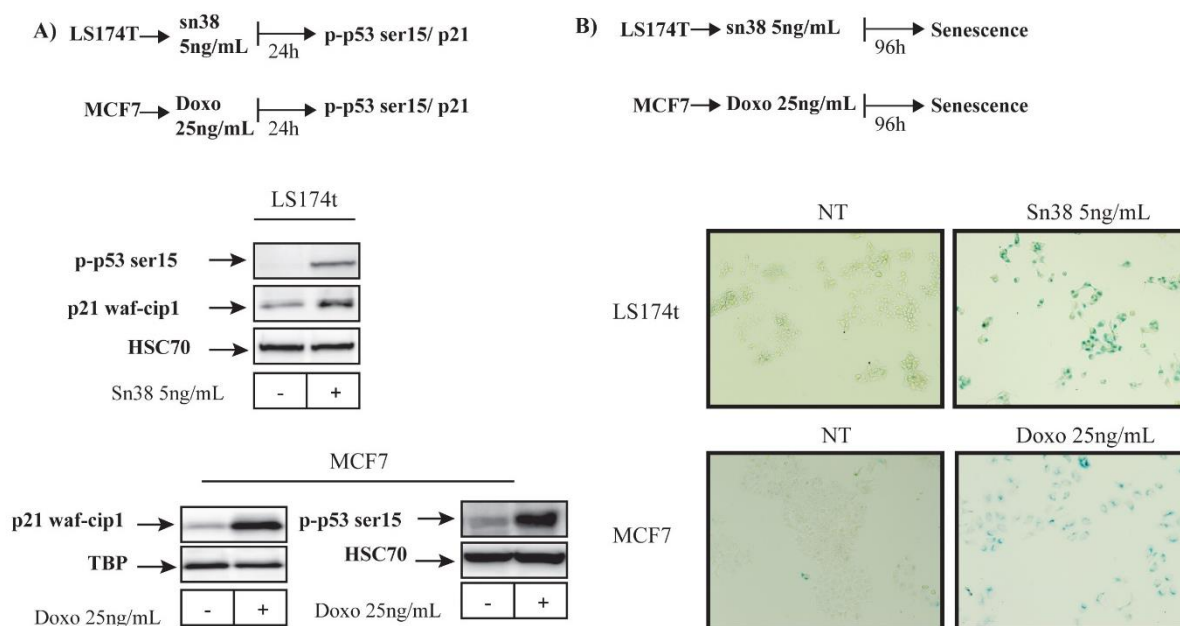 A)
LS174T sn38 5ng/mL 24h p-p53 ser15/ p21
MCF7 Doxo 25ng/mL 24h p-p53 ser15/ p21
LS174t
p-p53 ser15
p21 waf-cip1
HSC70
Sn38 5ng/mL - +
MCF7
p21 waf-cip1
TBP
Doxo 25ng/mL - +
p-p53 ser15
HSC70
Doxo 25ng/mL - +
B)
LS174T sn38 5ng/mL 96h Senescence
MCF7 Doxo 25ng/mL 96h Senescence
NT Sn38 5ng/mL
LS174t
NT Doxo 25ng/mL
MCF7